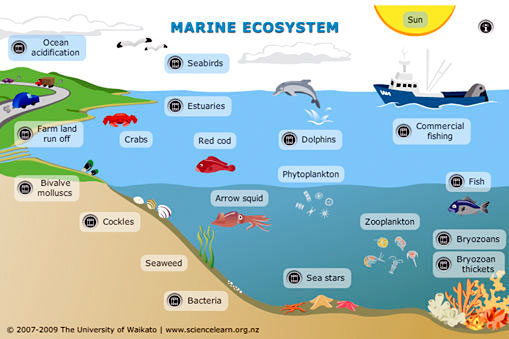 MARINE ECOSYSTEM
Sun
Ocean
acidification
Seabirds
Estuaries
Farm land
run off
Crabs
Red cod
Dolphins
Commercial
fishing
Phytoplankton
Bivalve
molluscs
Fish
Arrow squid
Cockles
Zooplankton
Bryozoans
Seaweed
Bryozoan
thickets
Sea stars
Bacteria
© 2007-2009 The University of Waikato | www.sciencelearn.org.nz